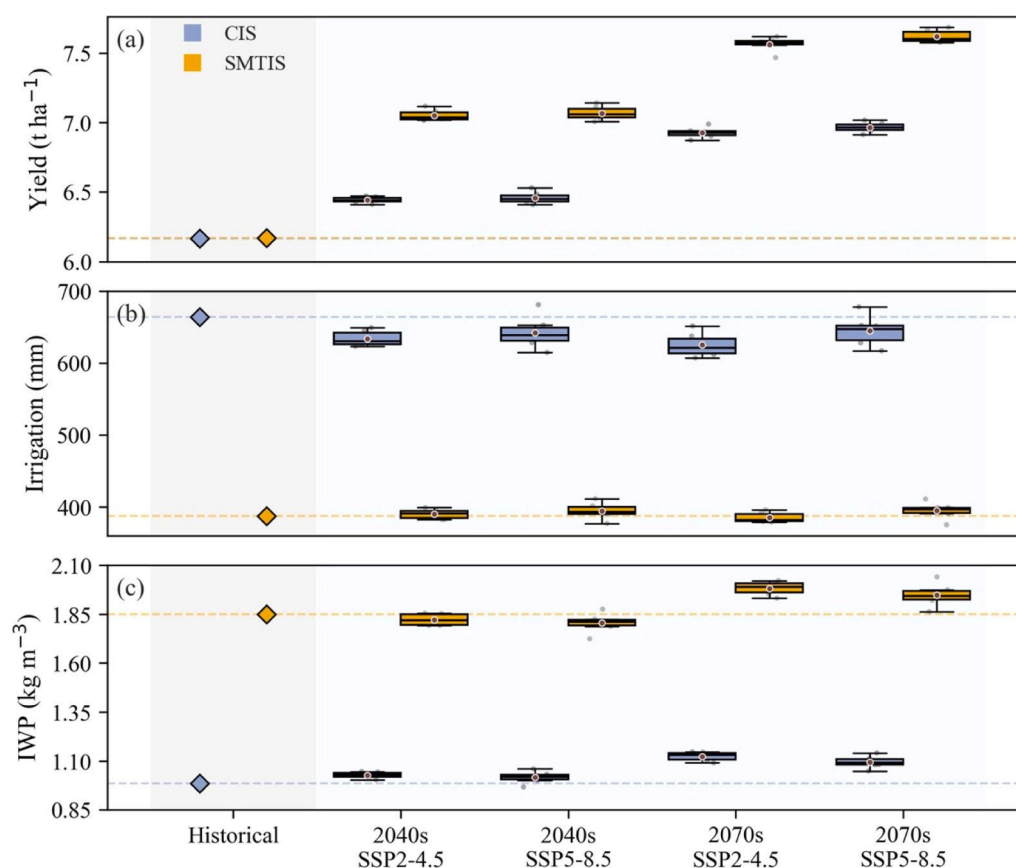 (a)
CIS
SMTIS
Yield (t ha⁻¹)
7.5
7.0
6.5
6.0
(b)
Irrigation (mm)
700
600
500
400
(c)
IWP (kg m⁻³)
2.10
1.85
1.60
1.35
1.10
0.85
Historical
2040s
SSP2-4.5
2040s
SSP5-8.5
2070s
SSP2-4.5
2070s
SSP5-8.5